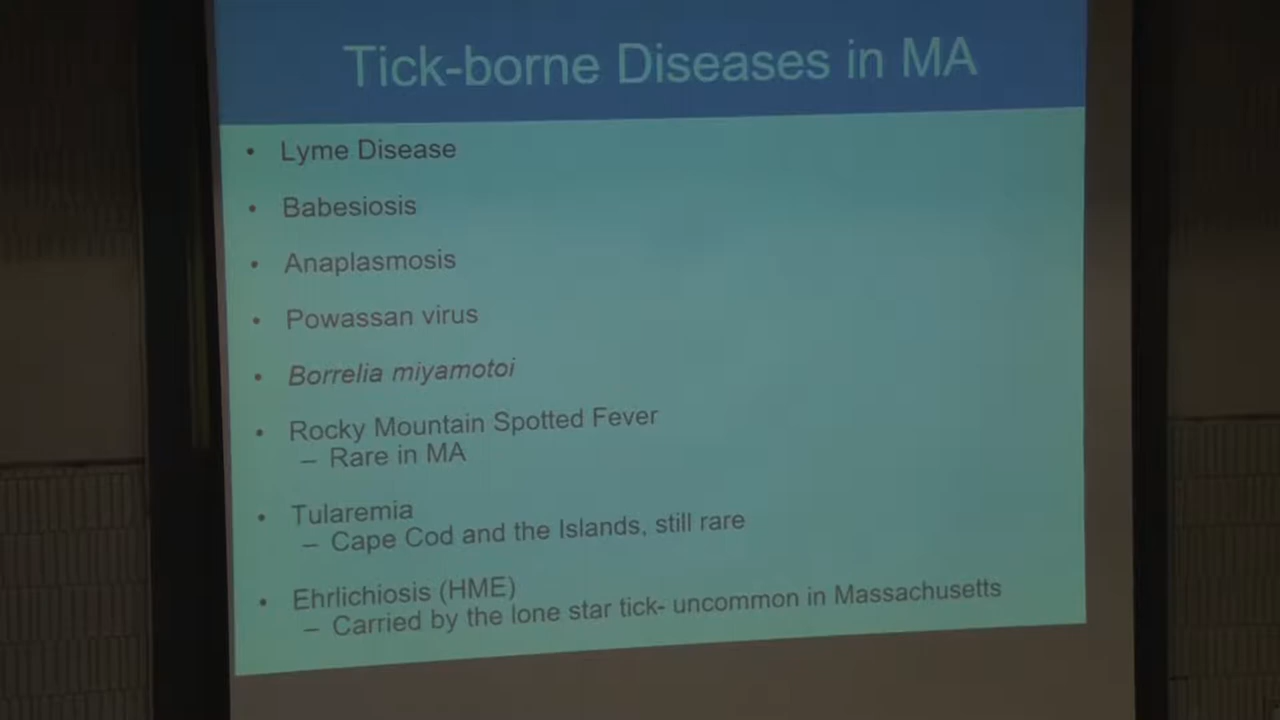 Tick-borne Diseases in MA
• Lyme Disease
• Babesiosis
• Anaplasmosis
• Powassan virus
• Borrelia miyamotoi
• Rocky Mountain Spotted Fever
– Rare in MA
• Tularemia
– Cape Cod and the Islands, still rare
• Ehrlichiosis (HME)
– Carried by the lone star tick- uncommon in Massachusetts